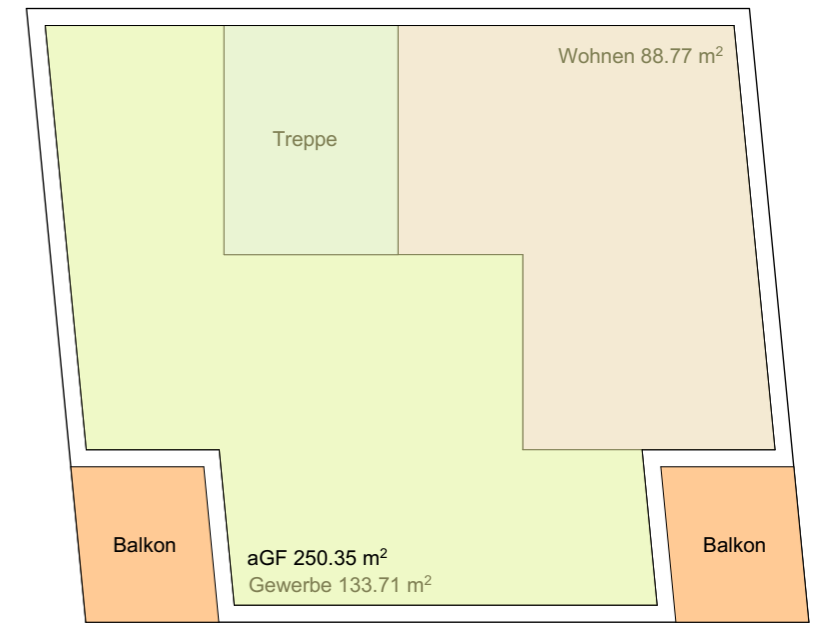 Wohnen 88.77 m²
Treppe
Balkon
Balkon
aGF 250.35 m²
Gewerbe 133.71 m²